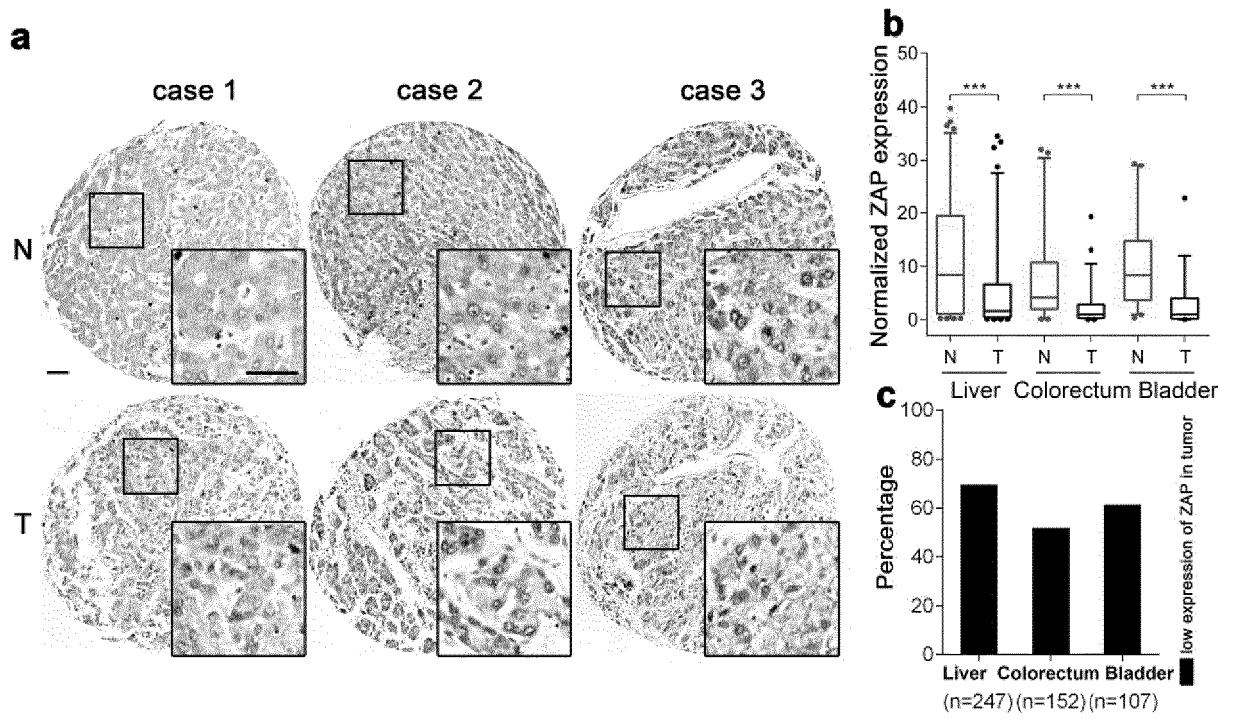 a
case 1 case 2 case 3
N
T
b
Normalized ZAP expression
50
40
30
20
10
0
*** *** ***
N T N T N T
Liver Colorectum Bladder
c
Percentage
100
80
60
40
20
0
Liver Colorectum Bladder
(n=247) (n=152) (n=107)
low expression of ZAP in tumor